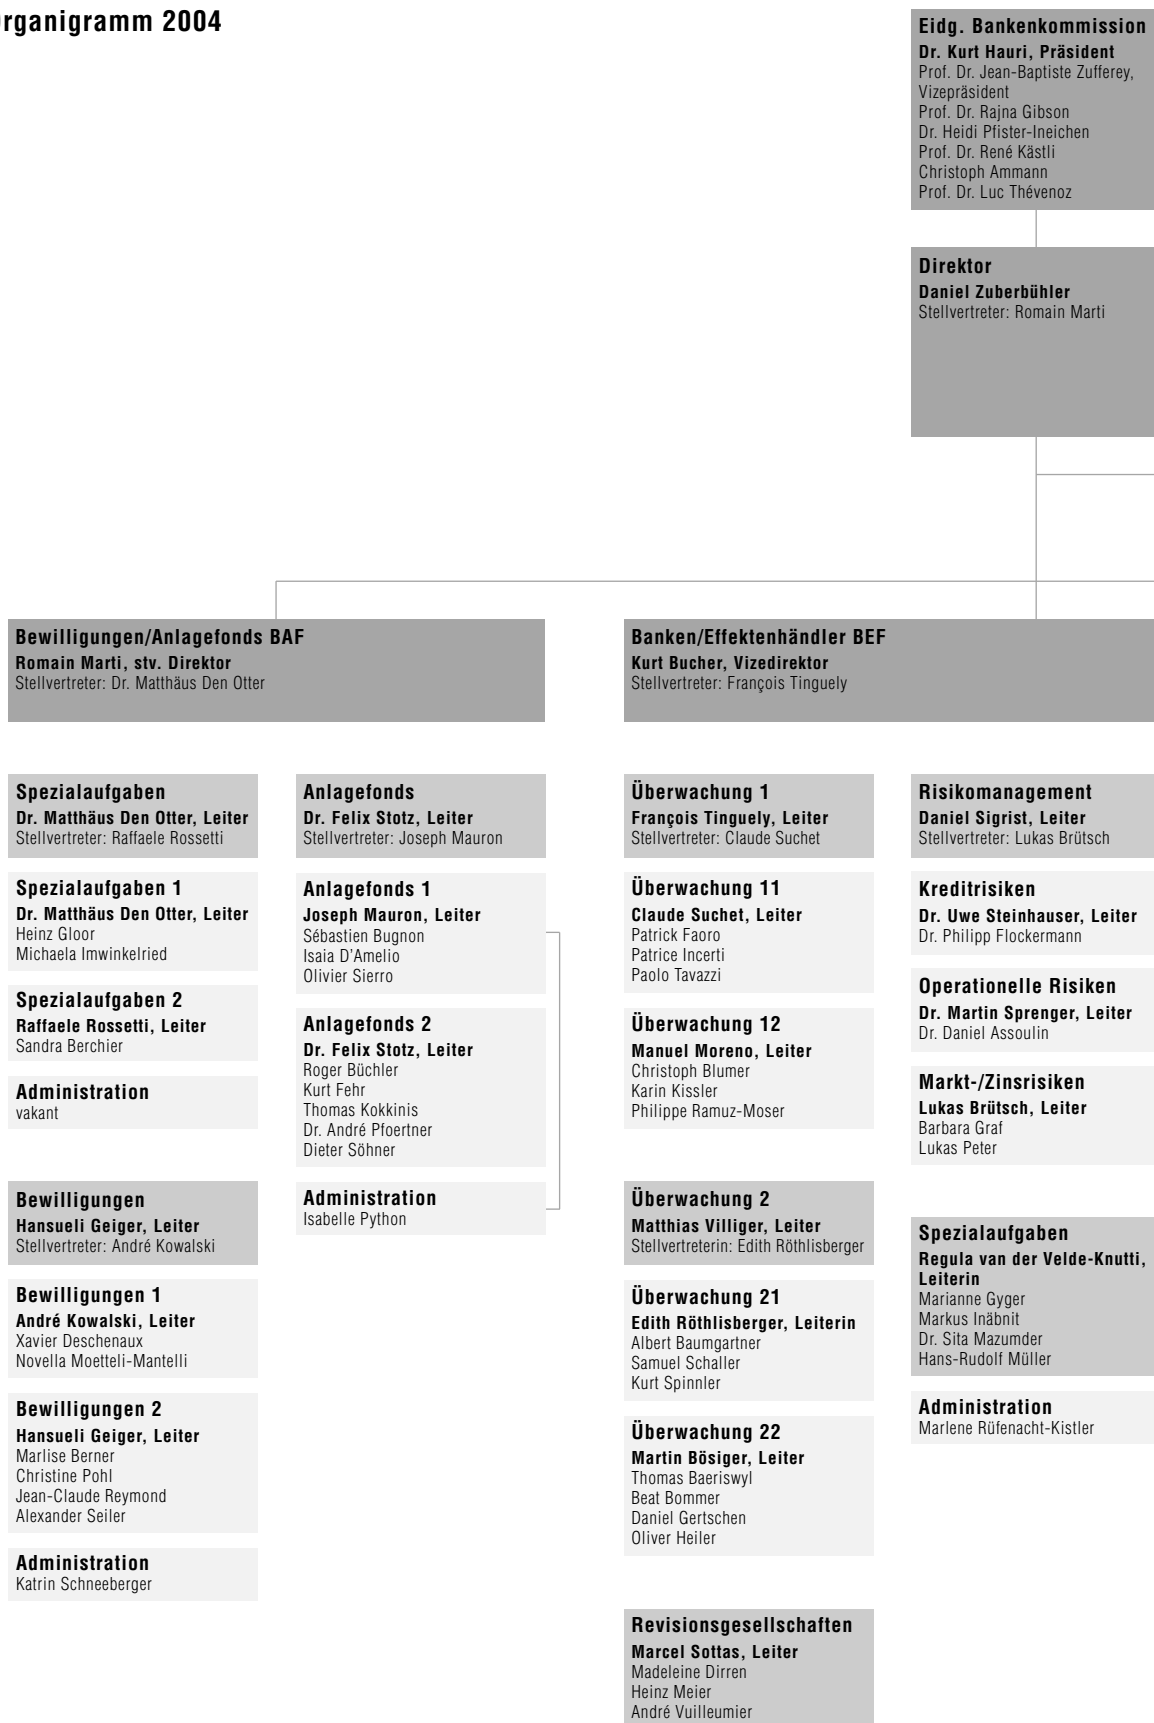 rganigramm 2004
Eidg. Bankenkommission
Dr. Kurt Hauri, Präsident
Prof. Dr. Jean-Baptiste Zufferey,
Vizepräsident
Prof. Dr. Rajna Gibson
Dr. Heidi Pfister-Ineichen
Prof. Dr. René Kästli
Christoph Ammann
Prof. Dr. Luc Thévenoz
Direktor
Daniel Zuberbühler
Stellvertreter: Romain Marti
Bewilligungen/Anlagefonds BAF
Romain Marti, stv. Direktor
Stellvertreter: Dr. Matthäus Den Otter
Banken/Effektenhändler BEF
Kurt Bucher, Vizedirektor
Stellvertreter: François Tinguely
Spezialaufgaben
Dr. Matthäus Den Otter, Leiter
Stellvertreter: Raffaele Rossetti
Spezialaufgaben 1
Dr. Matthäus Den Otter, Leiter
Heinz Gloor
Michaela Imwinkelried
Spezialaufgaben 2
Raffaele Rossetti, Leiter
Sandra Berchier
Administration
vakant
Bewilligungen
Hansueli Geiger, Leiter
Stellvertreter: André Kowalski
Bewilligungen 1
André Kowalski, Leiter
Xavier Deschenaux
Novella Moetteli-Mantelli
Bewilligungen 2
Hansueli Geiger, Leiter
Marlise Berner
Christine Pohl
Jean-Claude Reymond
Alexander Seiler
Administration
Katrin Schneeberger
Anlagefonds
Dr. Felix Stotz, Leiter
Stellvertreter: Joseph Mauron
Anlagefonds 1
Joseph Mauron, Leiter
Sébastien Bugnon
Isaia D'Amelio
Olivier Sierro
Anlagefonds 2
Dr. Felix Stotz, Leiter
Roger Büchler
Kurt Fehr
Thomas Kokkinis
Dr. André Pfoertner
Dieter Söhner
Administration
Isabelle Python
Überwachung 1
François Tinguely, Leiter
Stellvertreter: Claude Suchet
Überwachung 11
Claude Suchet, Leiter
Patrick Faoro
Patrice Incerti
Paolo Tavazzi
Überwachung 12
Manuel Moreno, Leiter
Christoph Blumer
Karin Kissler
Philippe Ramuz-Moser
Überwachung 2
Matthias Villiger, Leiter
Stellvertreterin: Edith Röthlisberger
Überwachung 21
Edith Röthlisberger, Leiterin
Albert Baumgartner
Samuel Schaller
Kurt Spinnler
Überwachung 22
Martin Bösiger, Leiter
Thomas Baeriswyl
Beat Bommer
Daniel Gertschen
Oliver Heiler
Revisionsgesellschaften
Marcel Sottas, Leiter
Madeleine Dirren
Heinz Meier
André Vuilleumier
Risikomanagement
Daniel Sigrist, Leiter
Stellvertreter: Lukas Brütsch
Kreditrisiken
Dr. Uwe Steinhauser, Leiter
Dr. Philipp Flockermann
Operationelle Risiken
Dr. Martin Sprenger, Leiter
Dr. Daniel Assoulin
Markt-/Zinsrisiken
Lukas Brütsch, Leiter
Barbara Graf
Lukas Peter
Spezialaufgaben
Regula van der Velde-Knutti,
Leiterin
Marianne Gyger
Markus Inäbnit
Dr. Sita Mazumder
Hans-Rudolf Müller
Administration
Marlene Rüfenacht-Kistler